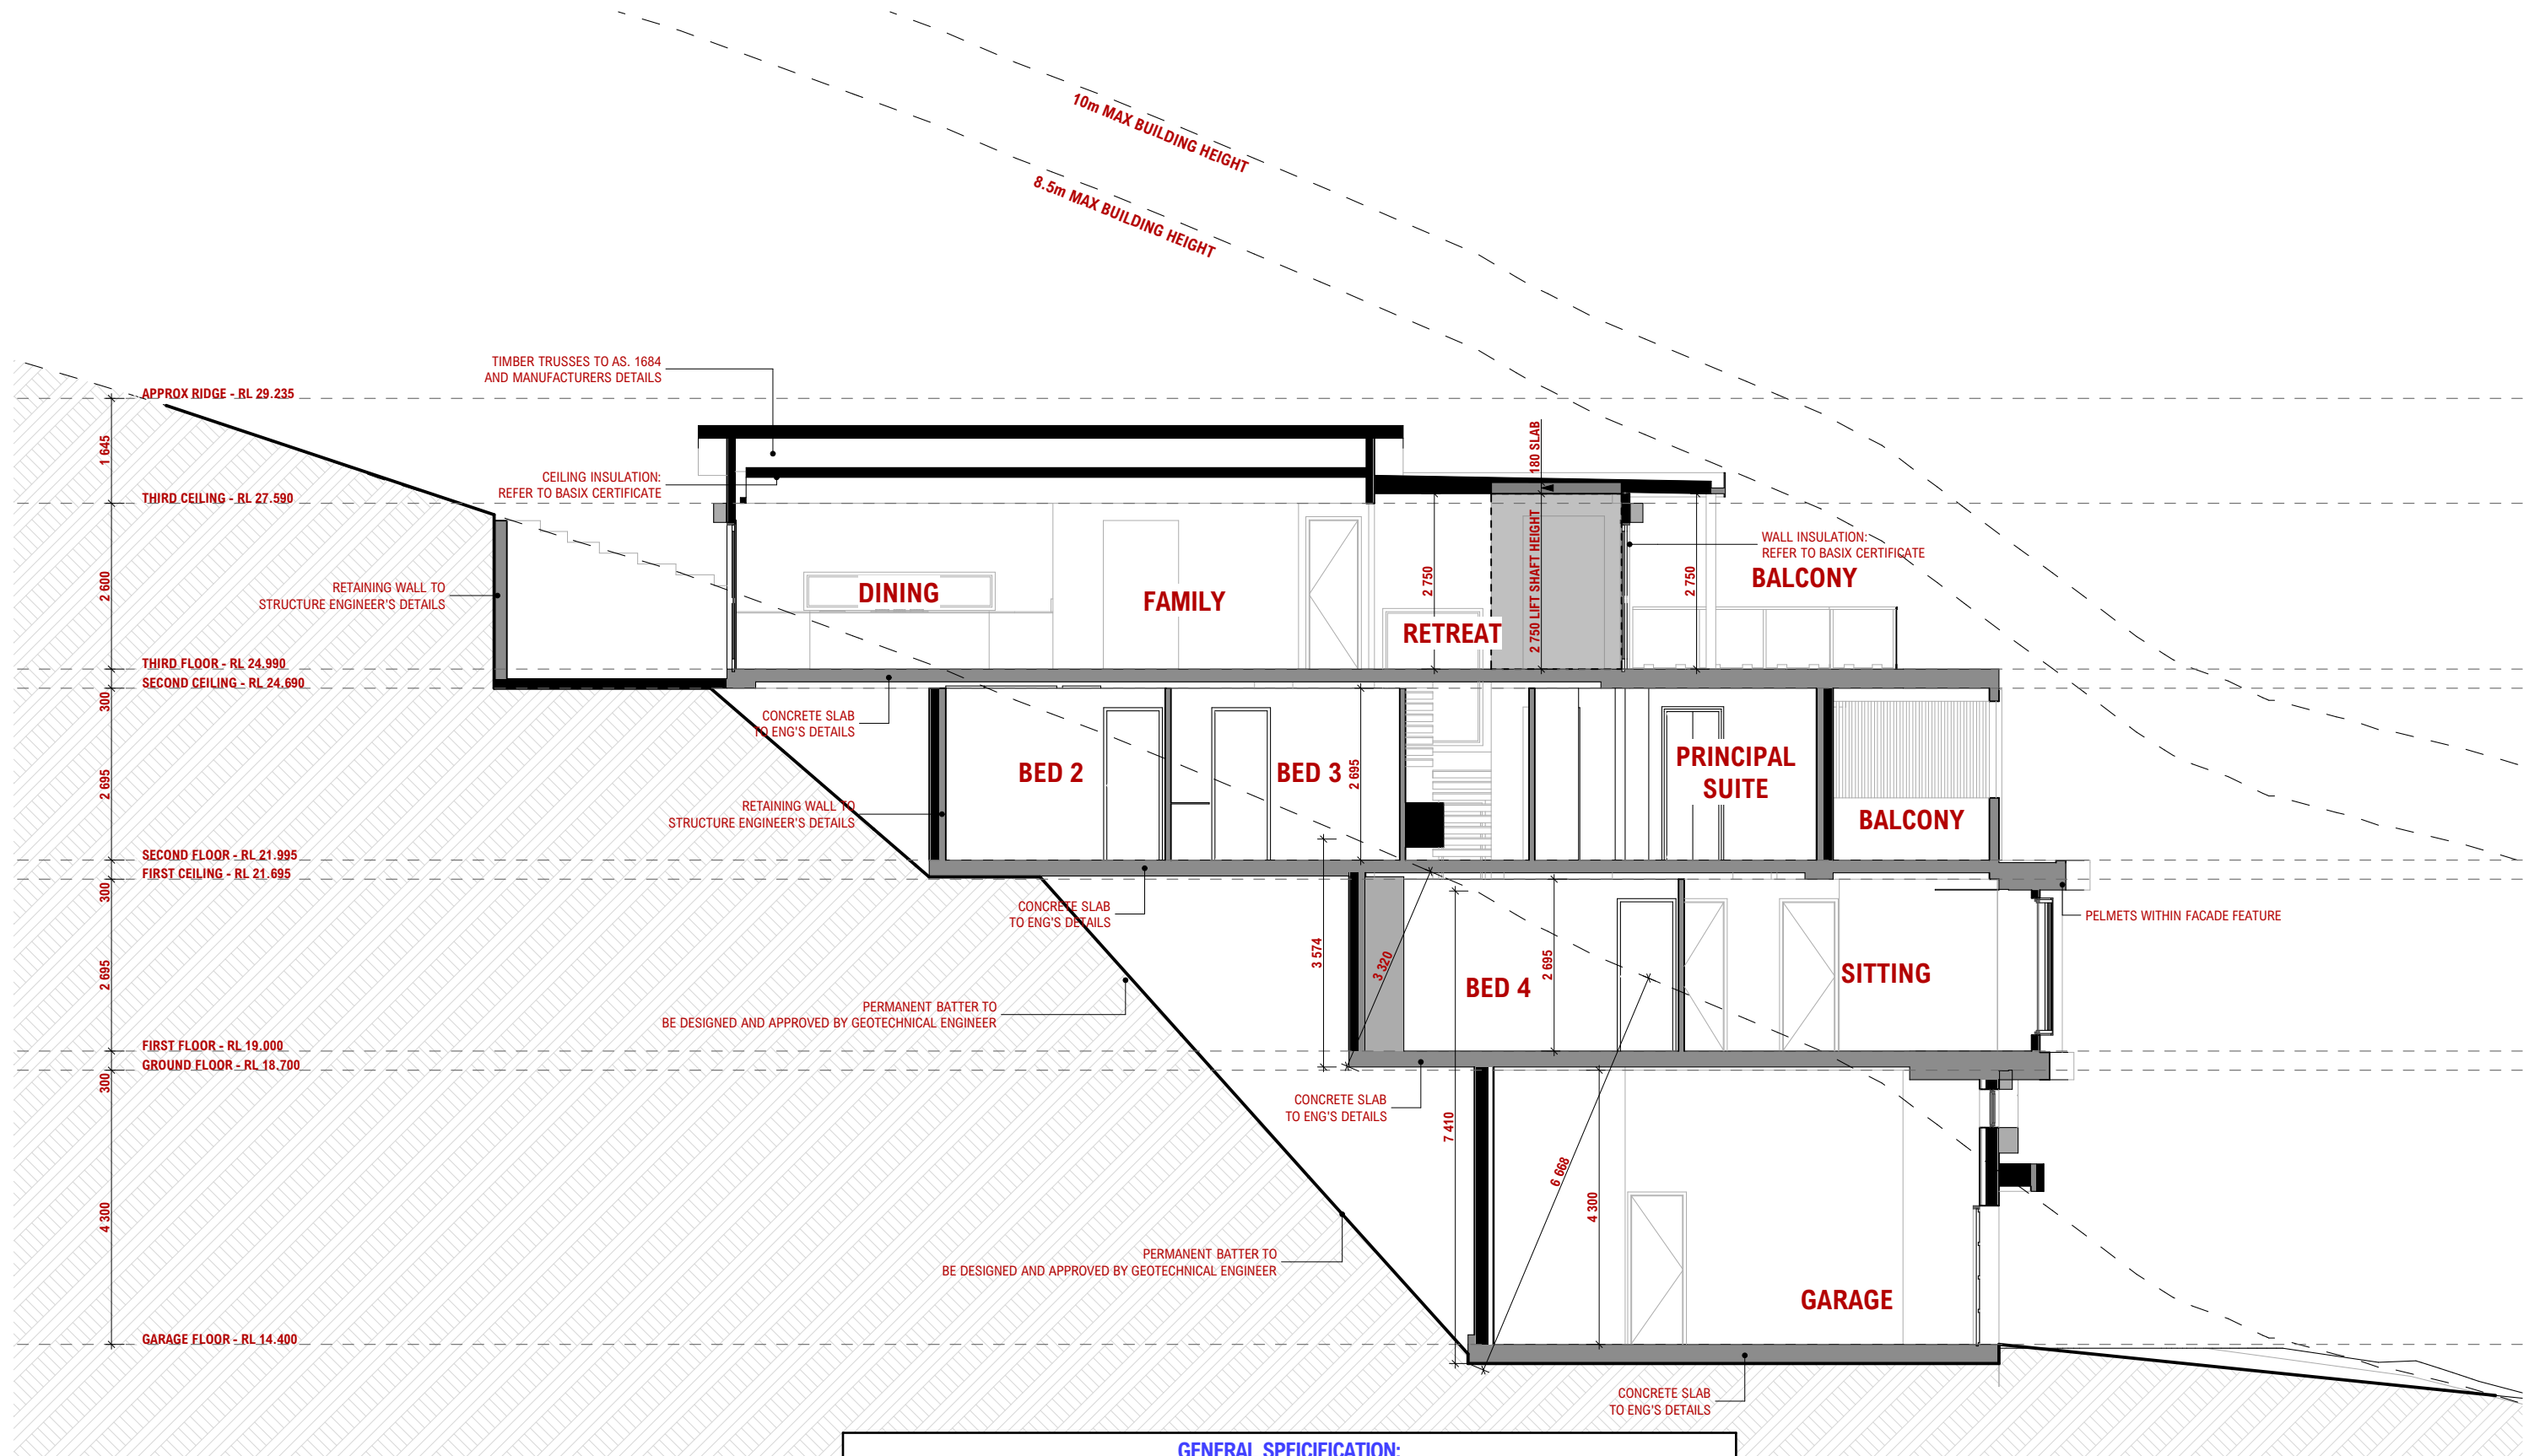 10m MAX BUILDING HEIGHT
8.5m MAX BUILDING HEIGHT
TIMBER TRUSSES TO AS. 1684
AND MANUFACTURERS DETAILS
APPROX RIDGE - RL 29.235
1 645
180 SLAB
CEILING INSULATION:
REFER TO BASIX CERTIFICATE
THIRD CEILING - RL 27.590
WALL INSULATION:
REFER TO BASIX CERTIFICATE
BALCONY
2 600
RETAINING WALL TO
STRUCTURE ENGINEER'S DETAILS
DINING
FAMILY
RETREAT
2 750
2 750 LIFT SHAFT HEIGHT
2 750
THIRD FLOOR - RL 24.990
SECOND CEILING - RL 24.690
300
CONCRETE SLAB
TO ENG'S DETAILS
2 695
BED 2
BED 3
2 695
PRINCIPAL
SUITE
BALCONY
RETAINING WALL TO
STRUCTURE ENGINEER'S DETAILS
SECOND FLOOR - RL 21.995
FIRST CEILING - RL 21.695
300
CONCRETE SLAB
TO ENG'S DETAILS
PELMETS WITHIN FACADE FEATURE
2 695
3 574
3 320
BED 4
2 695
SITTING
PERMANENT BATTER TO
BE DESIGNED AND APPROVED BY GEOTECHNICAL ENGINEER
FIRST FLOOR - RL 19.000
GROUND FLOOR - RL 18.700
300
CONCRETE SLAB
TO ENG'S DETAILS
7 410
6 668
4 300
4 300
PERMANENT BATTER TO
BE DESIGNED AND APPROVED BY GEOTECHNICAL ENGINEER
GARAGE
GARAGE FLOOR - RL 14.400
CONCRETE SLAB
TO ENG'S DETAILS
GENERAL SPEICIFICATION: